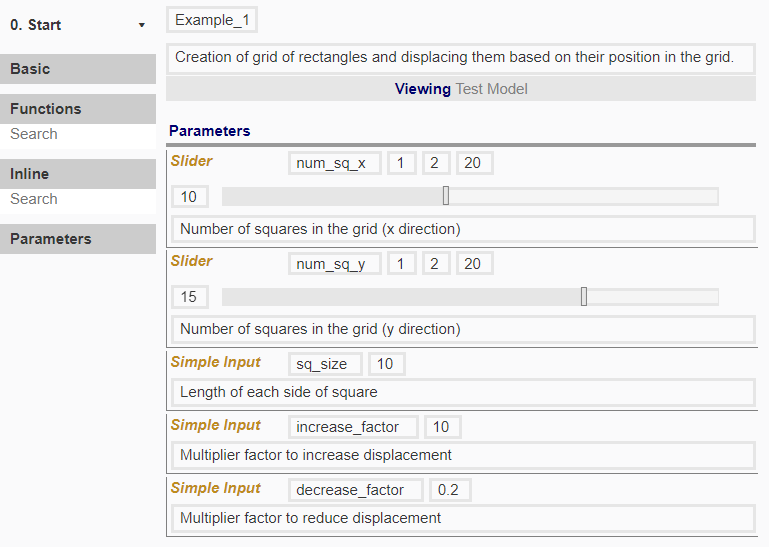 0. Start
Basic
Functions
Search
Inline
Search
Parameters
Example_1
Creation of grid of rectangles and displacing them based on their position in the grid.
Viewing Test Model
Parameters
Slider num_sq_x 1 2 20
10
Number of squares in the grid (x direction)
Slider num_sq_y 1 2 20
15
Number of squares in the grid (y direction)
Simple Input sq_size 10
Length of each side of square
Simple Input increase_factor 10
Multiplier factor to increase displacement
Simple Input decrease_factor 0.2
Multiplier factor to reduce displacement